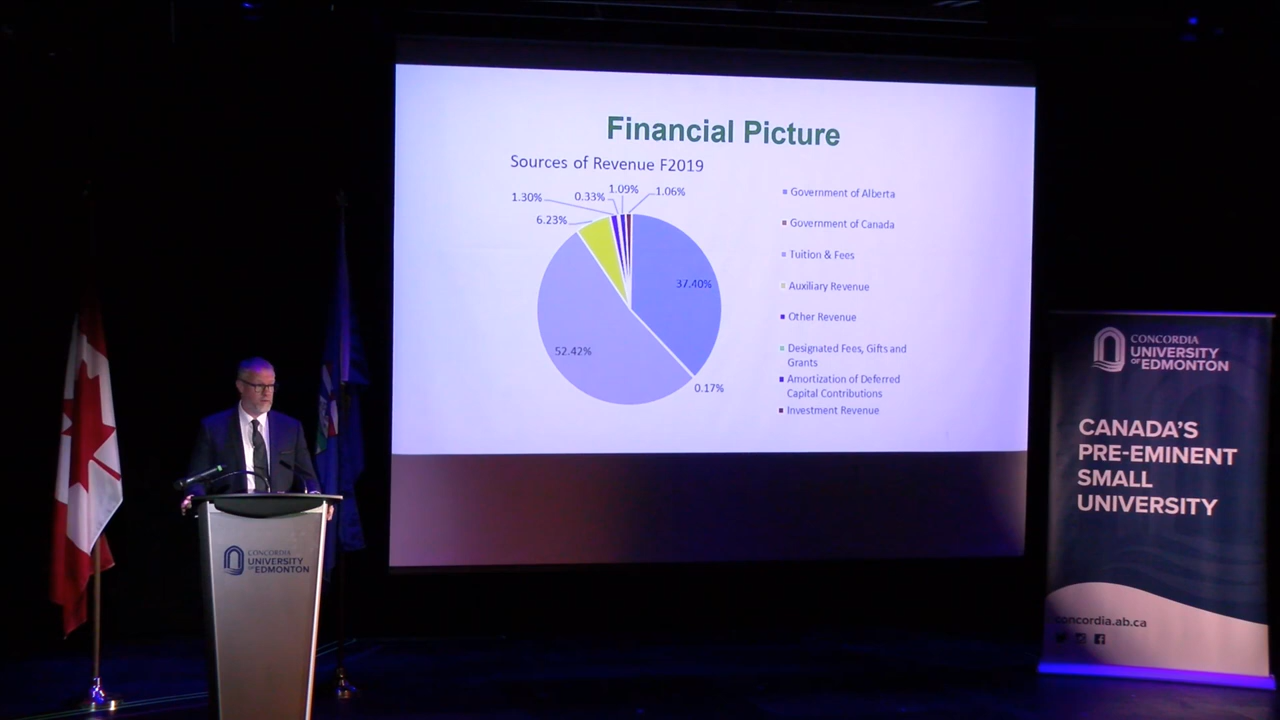 Financial Picture
Sources of Revenue F2019
1.30%
0.33%
1.09%
1.06%
6.23%
37.40%
52.42%
0.17%
Government of Alberta
Government of Canada
Tuition & Fees
Auxiliary Revenue
Other Revenue
Designated Fees, Gifts and
Grants
Amortization of Deferred
Capital Contributions
Investment Revenue
CONCORDIA
UNIVERSITY
OF EDMONTON
CONCORDIA
UNIVERSITY
OF EDMONTON
CANADA'S
PRE-EMINENT
SMALL
UNIVERSITY
concordia.ab.ca